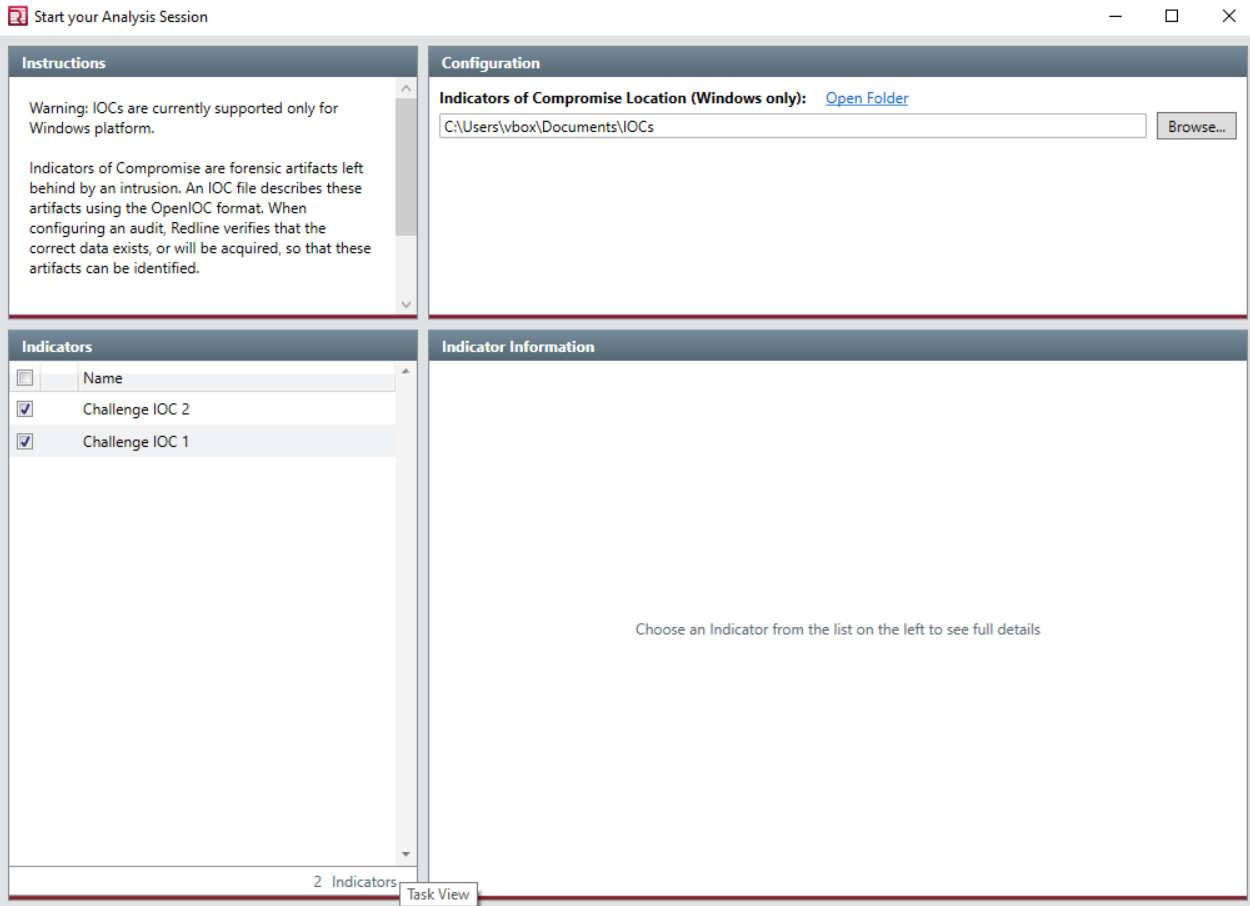 Start your Analysis Session
Instructions
Warning: IOCs are currently supported only for
Windows platform.
Indicators of Compromise are forensic artifacts left
behind by an intrusion. An IOC file describes these
artifacts using the OpenIOC format. When
configuring an audit, Redline verifies that the
correct data exists, or will be acquired, so that these
artifacts can be identified.
Configuration
Indicators of Compromise Location (Windows only): Open Folder
C:\Users\vbox\Documents\IOCs
Browse...
Indicators
Name
Challenge IOC 2
Challenge IOC 1
2 Indicators
Task View
Indicator Information
Choose an Indicator from the list on the left to see full details